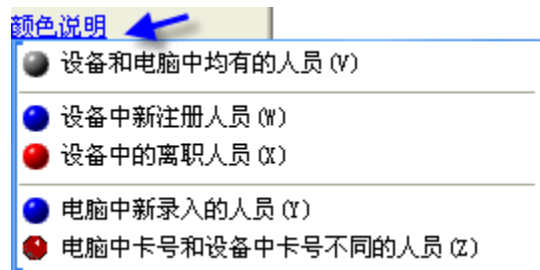 颜色说明
设备和电脑中均有的人员(V)
设备中新注册人员(W)
设备中的离职人员(X)
电脑中新录入的人员(Y)
电脑中卡号和设备中卡号不同的人员(Z)